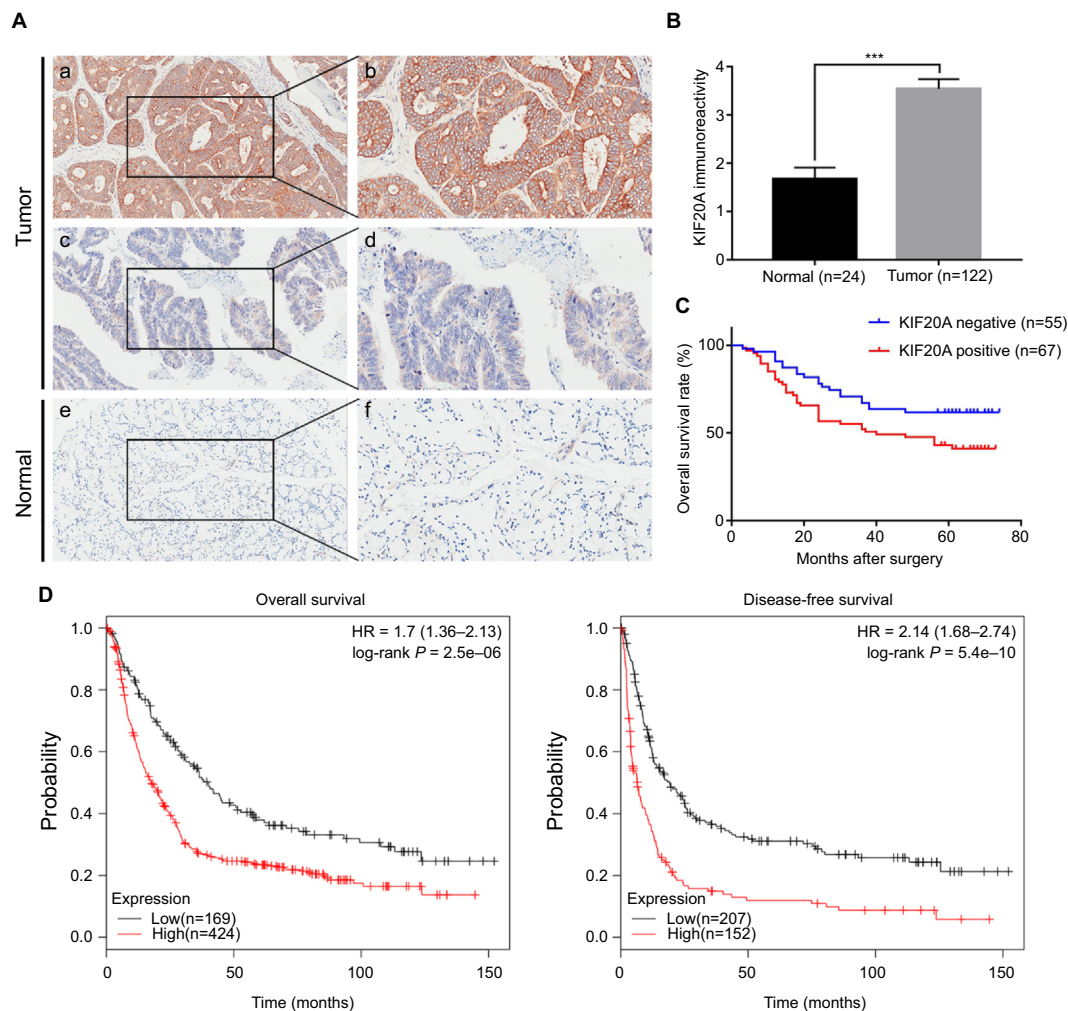 A
Tumor
Normal
a
b
c
d
e
f
B
***
KIF20A immunoreactivity
4
3
2
1
0
Normal (n=24)
Tumor (n=122)
C
KIF20A negative (n=55)
KIF20A positive (n=67)
Overall survival rate (%)
100
50
0
0 20 40 60 80
Months after surgery
D
Overall survival
HR = 1.7 (1.36–2.13)
log-rank P = 2.5e–06
Probability
1.0
0.8
0.6
0.4
0.2
0.0
Expression
Low(n=169)
High(n=424)
0 50 100 150
Time (months)
Disease-free survival
HR = 2.14 (1.68–2.74)
log-rank P = 5.4e–10
Probability
1.0
0.8
0.6
0.4
0.2
0.0
Expression
Low(n=207)
High(n=152)
0 50 100 150
Time (months)